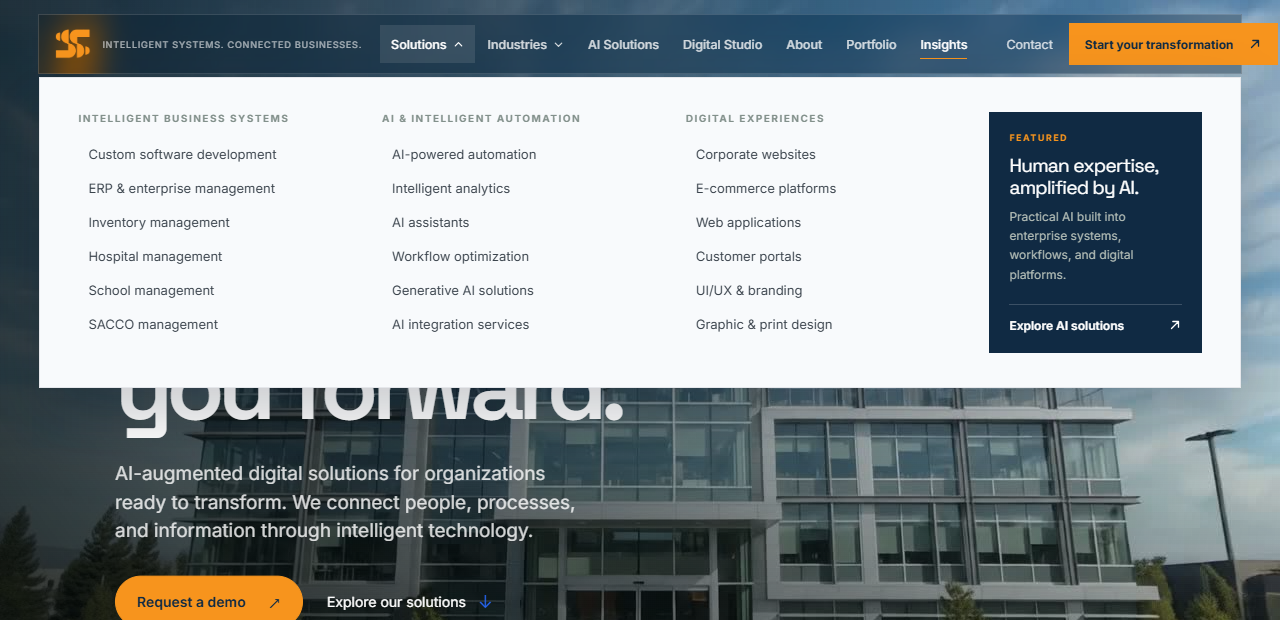 INTELLIGENT SYSTEMS. CONNECTED BUSINESSES.
Solutions
Industries
AI Solutions
Digital Studio
About
Portfolio
Insights
Contact
Start your transformation
INTELLIGENT BUSINESS SYSTEMS
Custom software development
ERP & enterprise management
Inventory management
Hospital management
School management
SACCO management
AI & INTELLIGENT AUTOMATION
AI-powered automation
Intelligent analytics
AI assistants
Workflow optimization
Generative AI solutions
AI integration services
DIGITAL EXPERIENCES
Corporate websites
E-commerce platforms
Web applications
Customer portals
UI/UX & branding
Graphic & print design
FEATURED
Human expertise,
amplified by AI.
Practical AI built into
enterprise systems,
workflows, and digital
platforms.
Explore AI solutions
you forward.
AI-augmented digital solutions for organizations
ready to transform. We connect people, processes,
and information through intelligent technology.
Request a demo
Explore our solutions